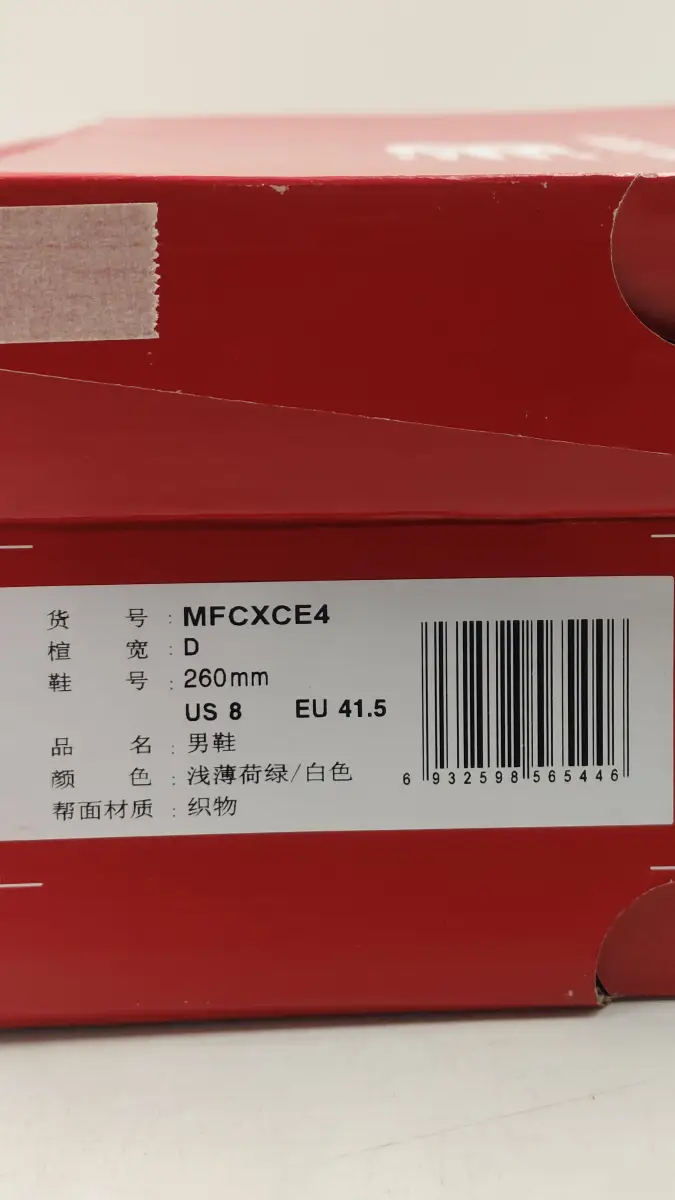 货号:MFCXCE4
楦宽:D
鞋号:260mm
US 8 EU 41.5
品名:男鞋
颜色:浅薄荷绿/白色
帮面材质:织物
6 932598 565446